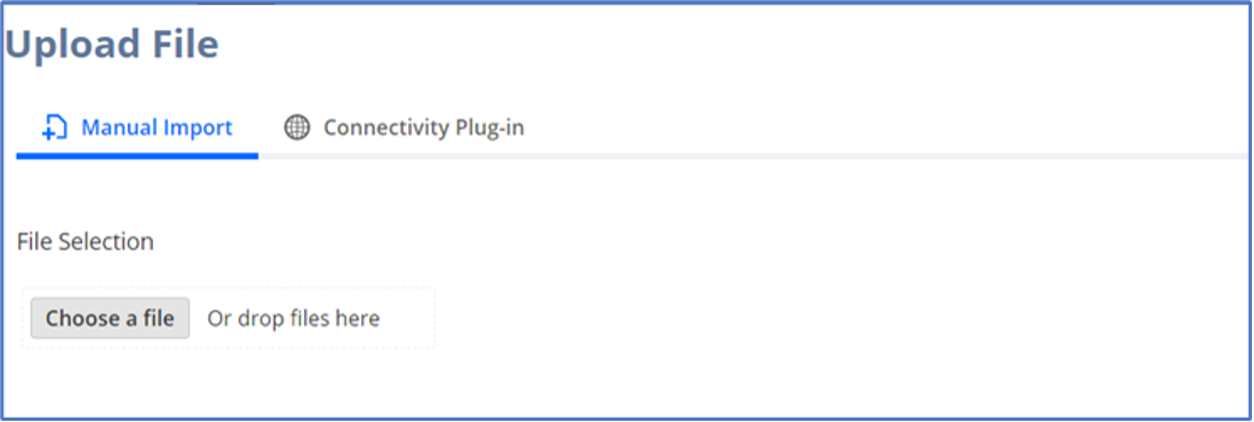 Upload File
Manual Import Connectivity Plug-in
File Selection
Choose a file Or drop files here